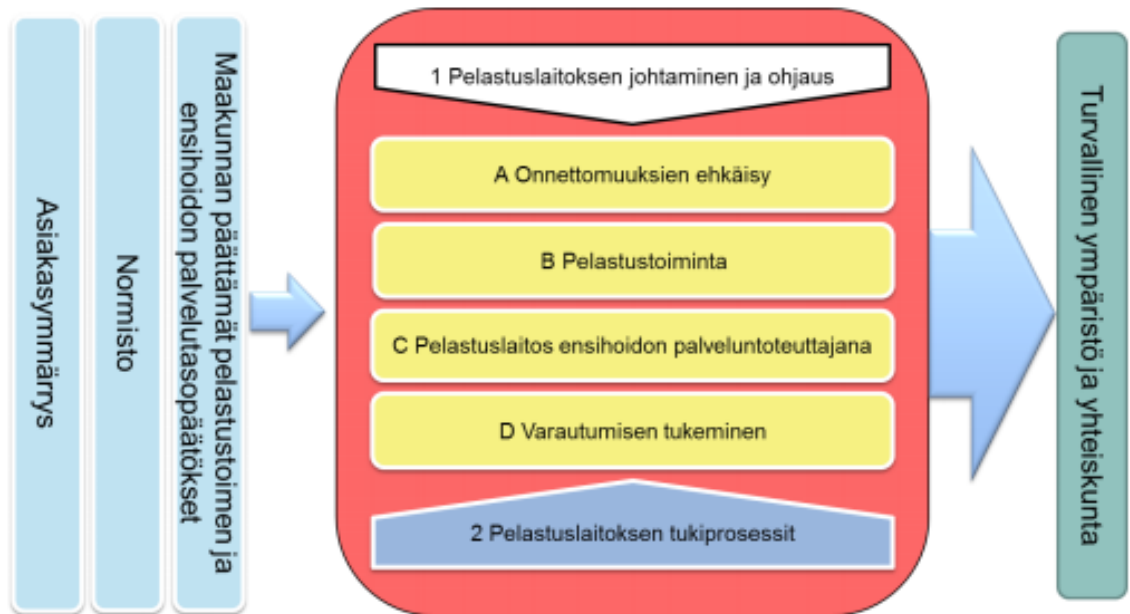 Asiakasymmärrys
Normisto
Maakunnan päättämät pelastustoimen ja
ensihoidon palvelutasopäätökset
1 Pelastuslaitoksen johtaminen ja ohjaus
A Onnettomuuksien ehkäisy
B Pelastustoiminta
C Pelastuslaitos ensihoidon palveluntoteuttajana
D Varautumisen tukeminen
2 Pelastuslaitoksen tukiprosessit
Turvallinen ympäristö ja yhteiskunta